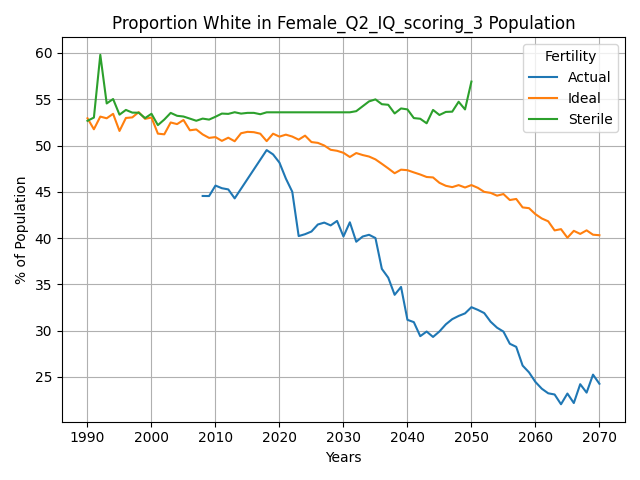 Proportion White in Female_Q2_IQ_scoring_3 Population
% of Population
60
55
50
45
40
35
30
25
Fertility
Actual
Ideal
Sterile
1990 2000 2010 2020 2030 2040 2050 2060 2070
Years